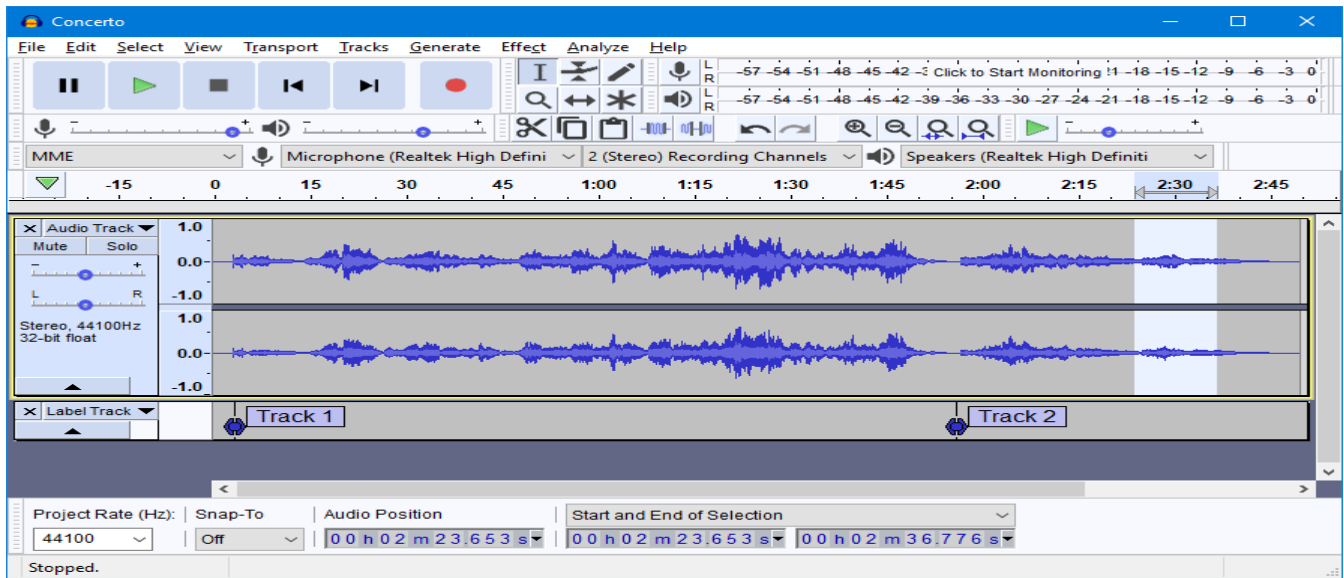 Concerto
File Edit Select View Transport Tracks Generate Effect Analyze Help
L
R
-57 -54 -51 -48 -45 -42 -3 Click to Start Monitoring !1 -18 -15 -12 -9 -6 -3 0
L
R
-57 -54 -51 -48 -45 -42 -39 -36 -33 -30 -27 -24 -21 -18 -15 -12 -9 -6 -3 0
- + - + - +
MME Microphone (Realtek High Defini 2 (Stereo) Recording Channels Speakers (Realtek High Definiti
-15 0 15 30 45 1:00 1:15 1:30 1:45 2:00 2:15 2:30 2:45
Audio Track 1.0
Mute Solo
- + 0.0
L R -1.0
Stereo, 44100Hz 1.0
32-bit float
0.0
-1.0
Label Track Track 1 Track 2
Project Rate (Hz): Snap-To Audio Position Start and End of Selection
44100 Off 00 h 02 m 23.653 s 00 h 02 m 23.653 s 00 h 02 m 36.776 s
Stopped.